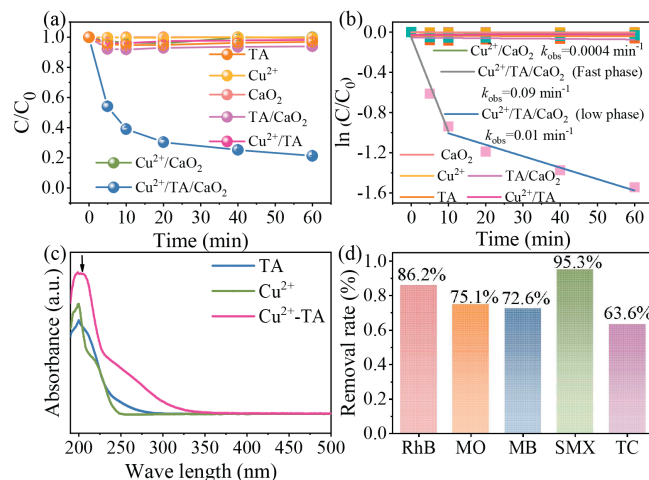 (a)
C/C₀
1.0
0.8
0.6
0.4
0.2
0.0
TA
Cu²⁺
CaO₂
TA/CaO₂
Cu²⁺/TA
Cu²⁺/CaO₂
Cu²⁺/TA/CaO₂
0 10 20 30 40 50 60
Time (min)
(b)
ln (C/C₀)
0.0
-0.4
-0.8
-1.2
-1.6
Cu²⁺/CaO₂ kobs=0.0004 min⁻¹
Cu²⁺/TA/CaO₂ (Fast phase)
kobs=0.09 min⁻¹
Cu²⁺/TA/CaO₂ (low phase)
kobs=0.01 min⁻¹
CaO₂
Cu²⁺ TA/CaO₂
TA Cu²⁺/TA
0 10 20 30 40 50 60
Time (min)
(c)
Absorbance (a.u.)
TA
Cu²⁺
Cu²⁺-TA
200 250 300 350 400 450 500
Wave length (nm)
(d)
Removal rate (%)
1.0
0.8
0.6
0.4
0.2
0.0
86.2% 75.1% 72.6% 95.3% 63.6%
RhB MO MB SMX TC